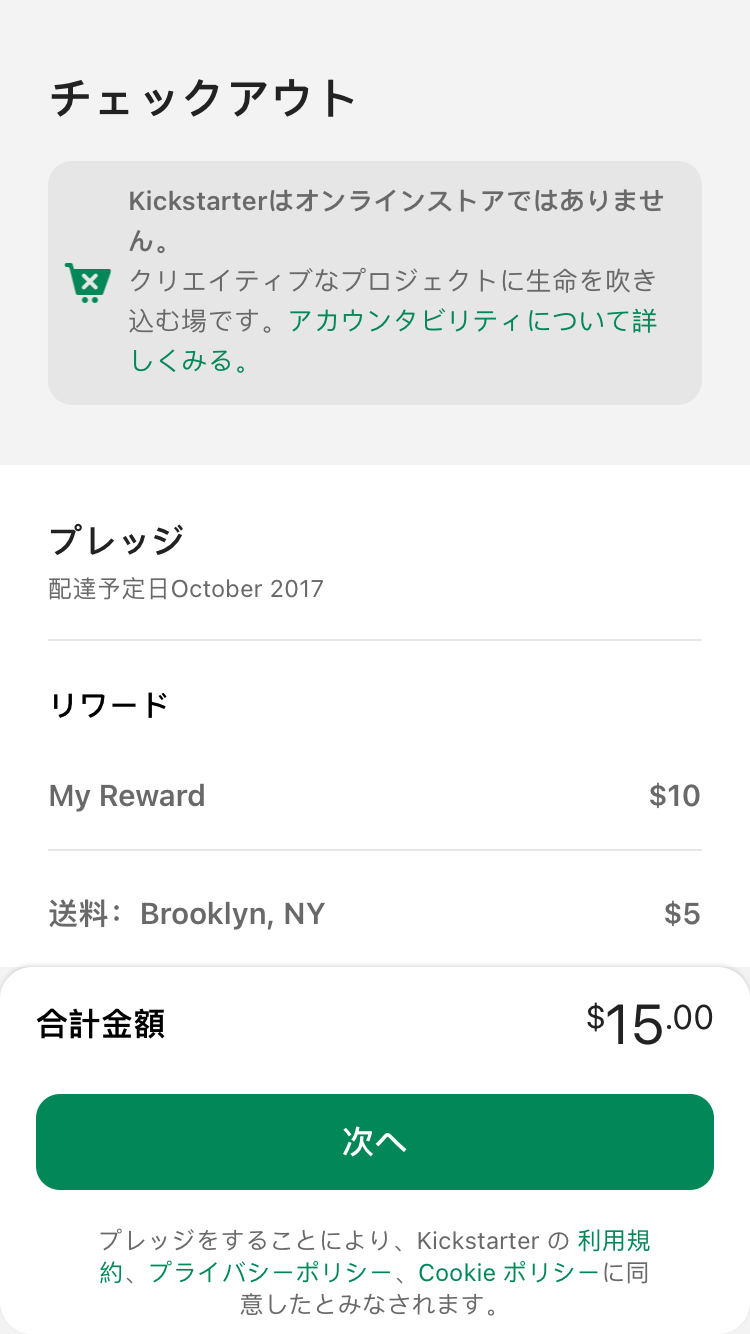 チェックアウト
Kickstarterはオンラインストアではありませ
ん。
クリエイティブなプロジェクトに生命を吹き
込む場です。アカウンタビリティについて詳
しくみる。
プレッジ
配達予定日October 2017
リワード
My Reward $10
送料： Brooklyn, NY $5
合計金額 $15.00
次へ
プレッジをすることにより、Kickstarter の 利用規
約、プライバシーポリシー、Cookie ポリシーに同
意したとみなされます。